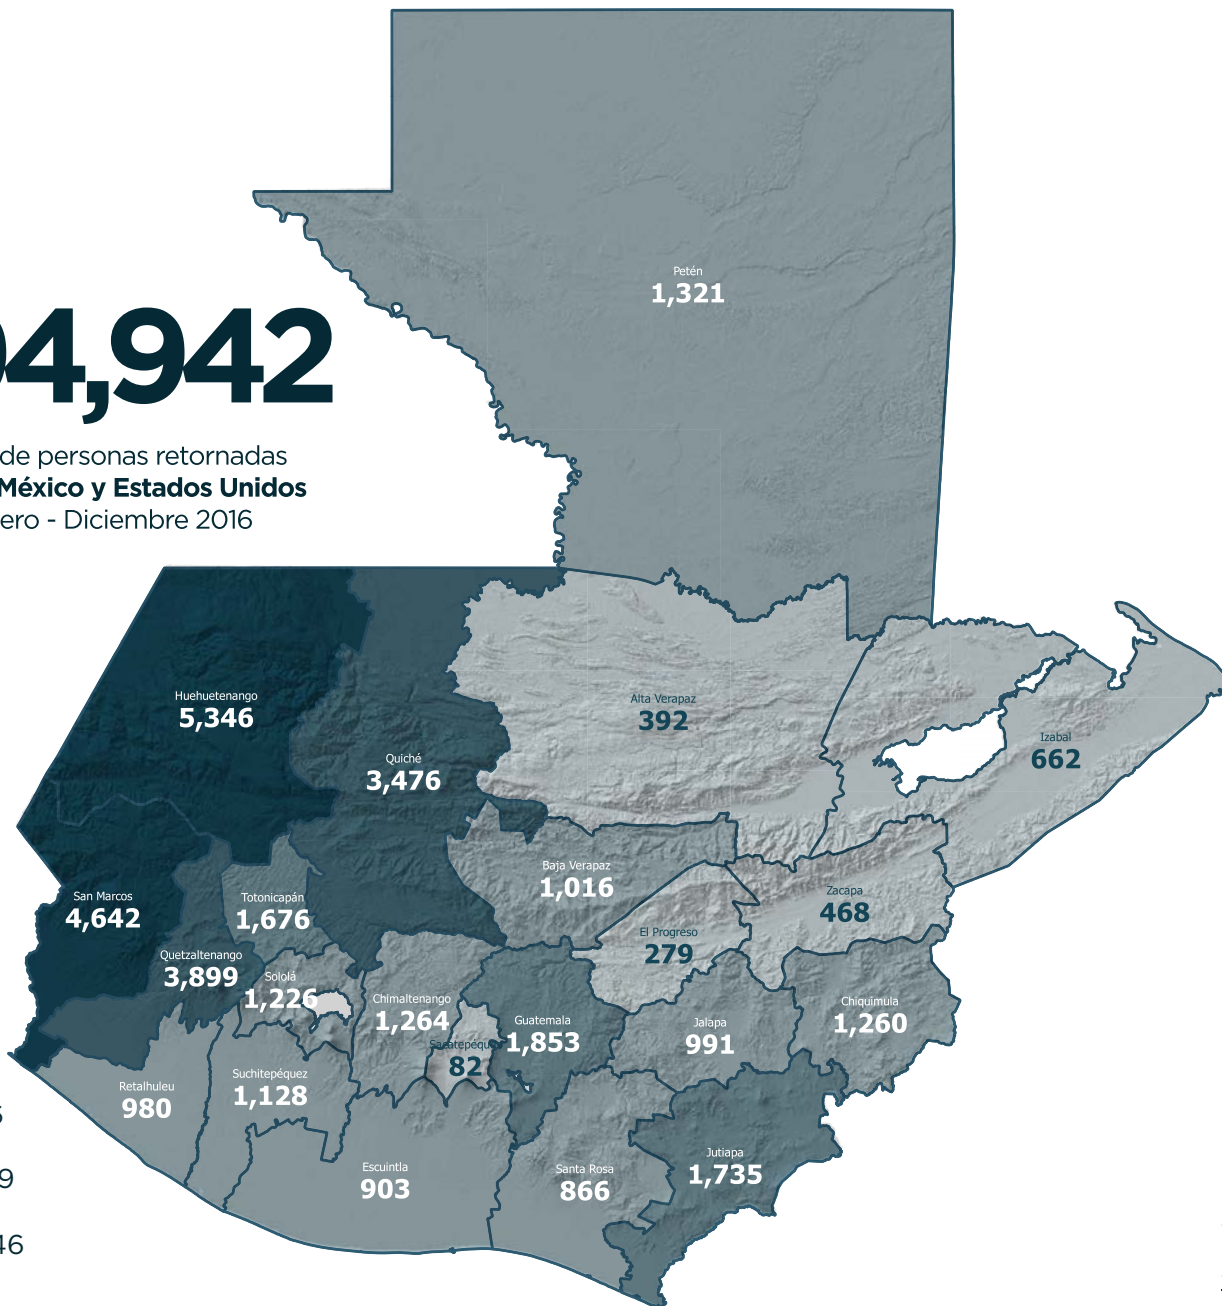 Petén
1,321
94,942
de personas retornadas
México y Estados Unidos
ero - Diciembre 2016
Huehuetenango
5,346
Alta Verapaz
392
Izabal
662
Quiché
3,476
Baja Verapaz
1,016
San Marcos
4,642
Totonicapán
1,676
Zacapa
468
El Progreso
279
Quetzaltenango
3,899
Sololá
1,226
Chimaltenango
1,264
Guatemala
1,853
Jalapa
991
Chiquimula
1,260
Sacatepéqu
82
Retalhuleu
980
Suchitepéquez
1,128
Escuintla
903
Santa Rosa
866
Jutiapa
1,735
9
46